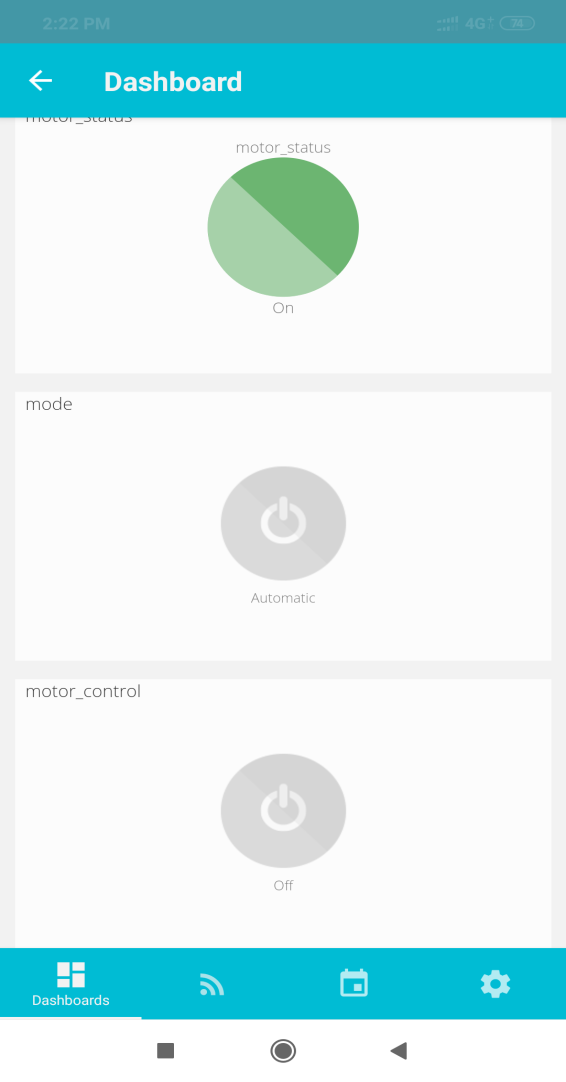 2:22 PM
4G+ 74
Dashboard
motor_status
motor_status
On
mode
Automatic
motor_control
Off
Dashboards